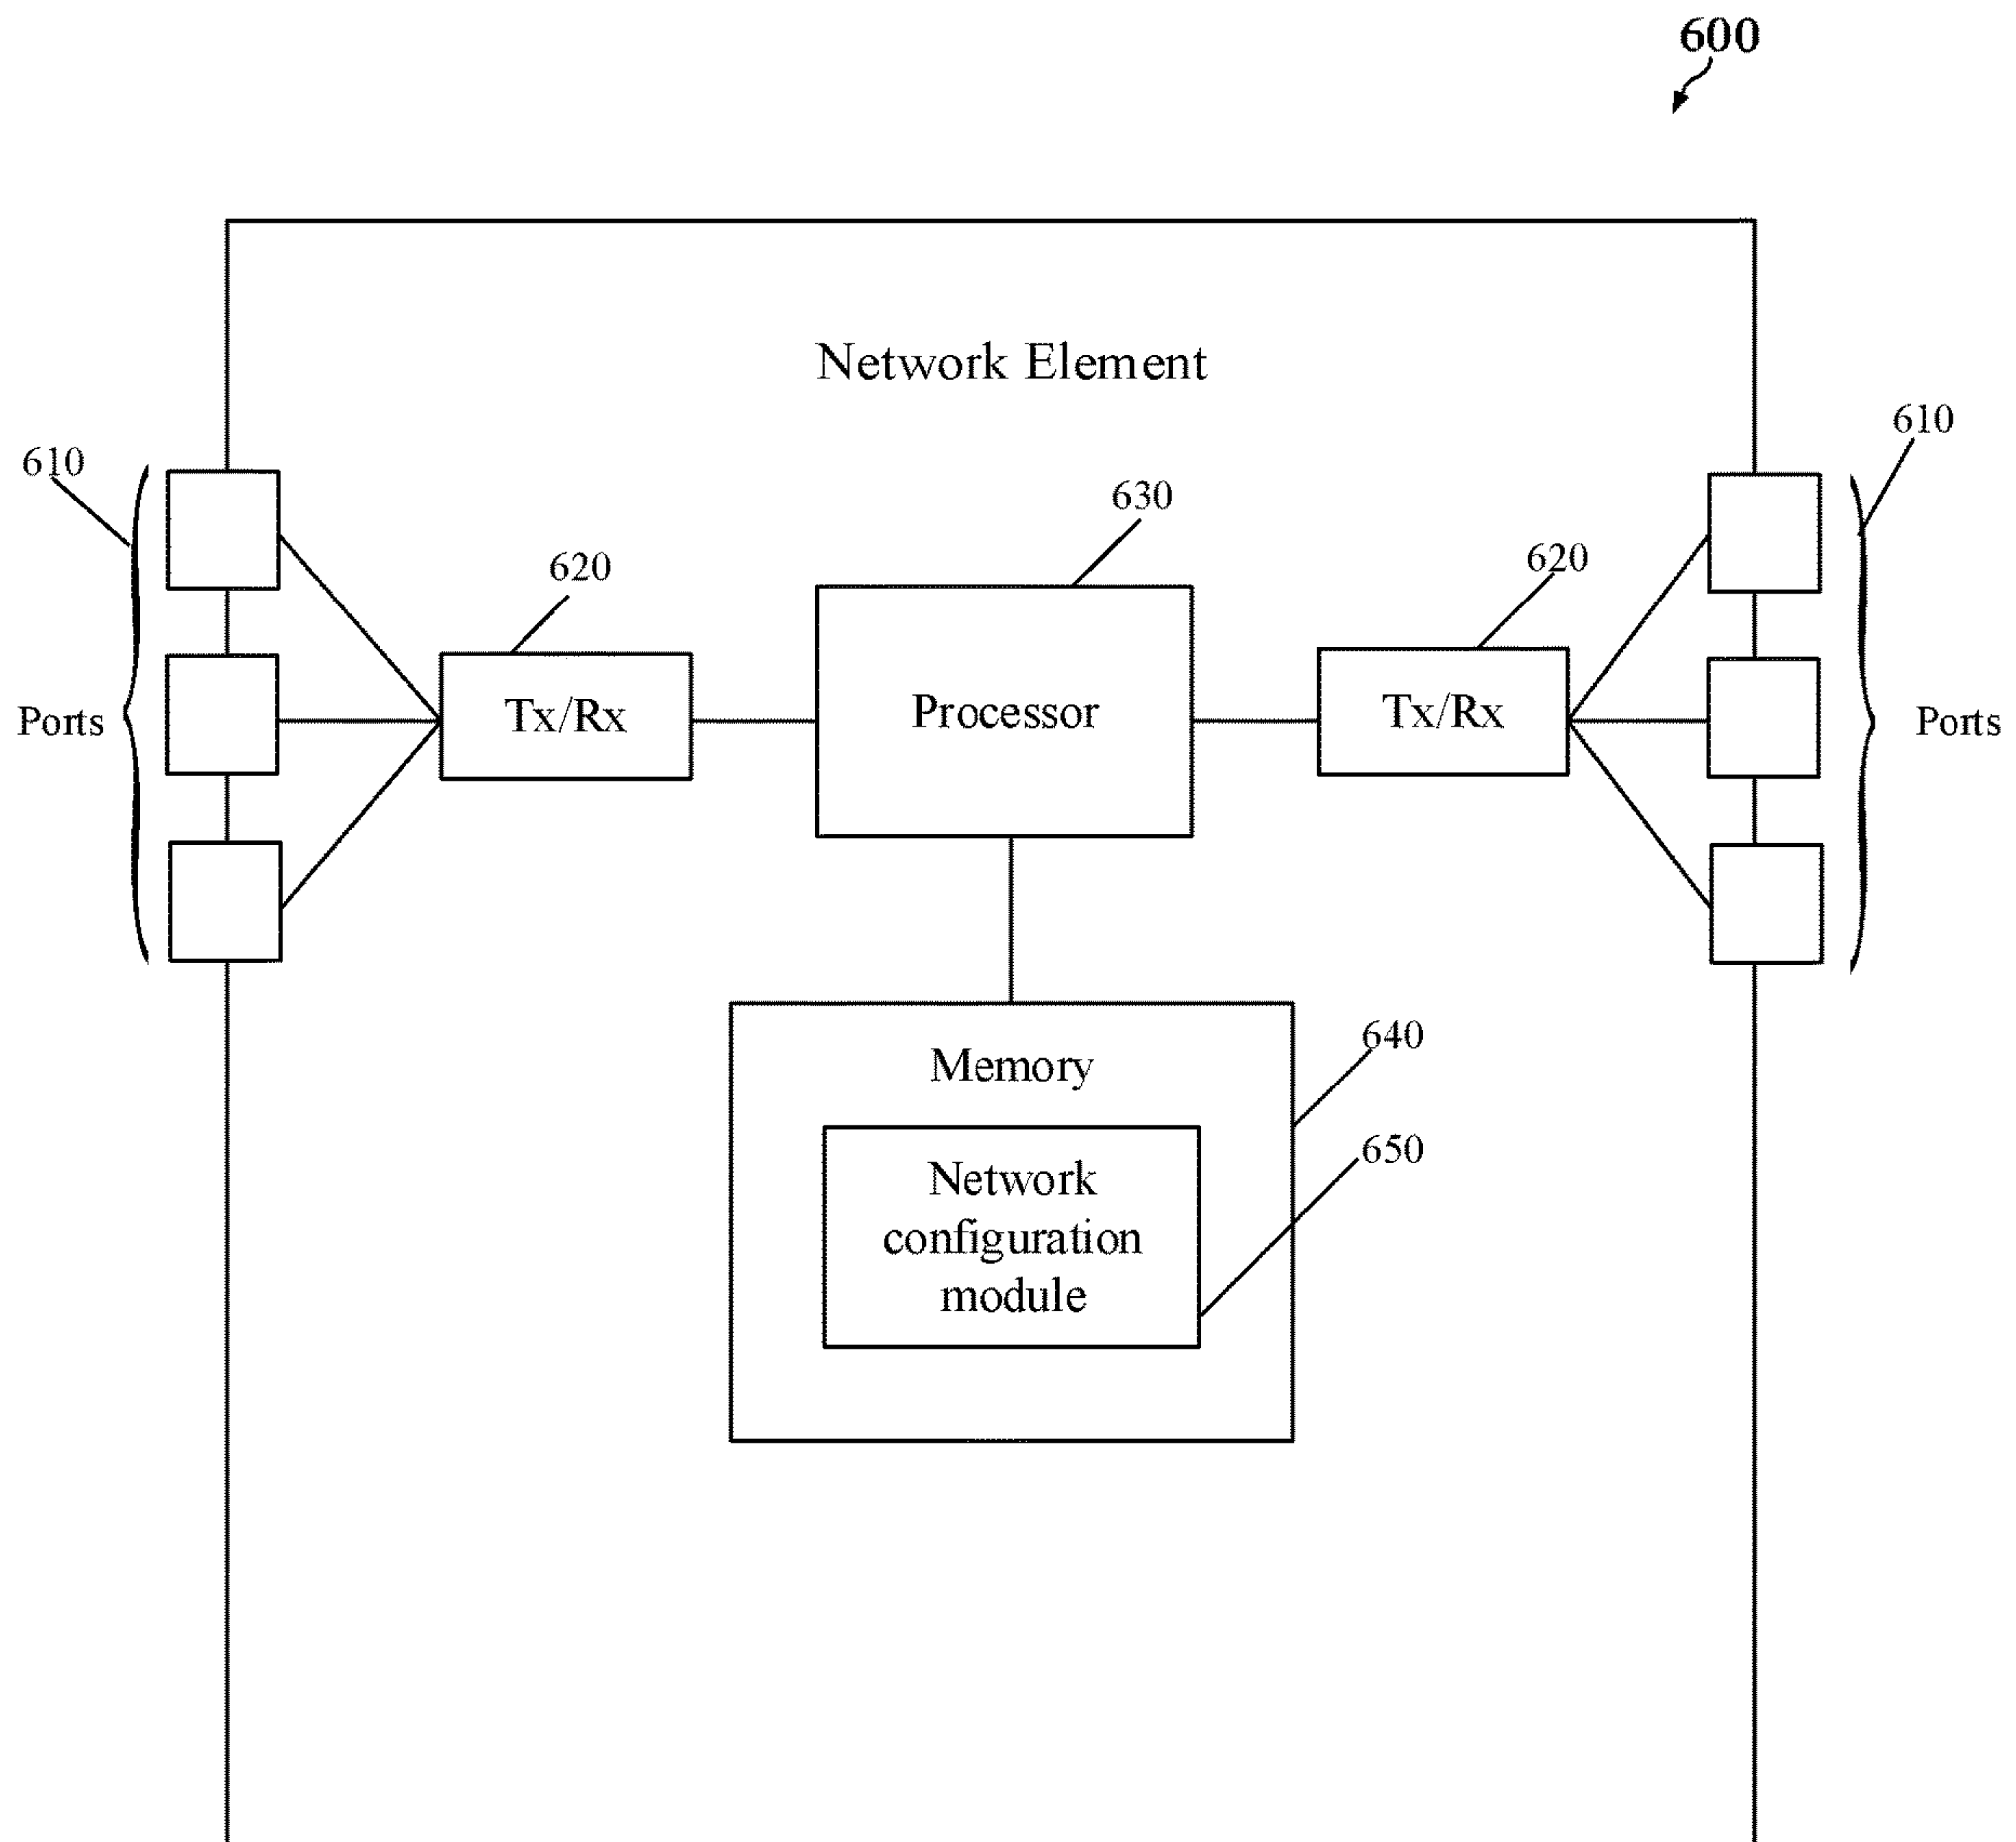 600
Network Element
610
610
630
620
620
Ports
Tx/Rx
Processor
Tx/Rx
Ports
640
Memory
650
Network
configuration
module